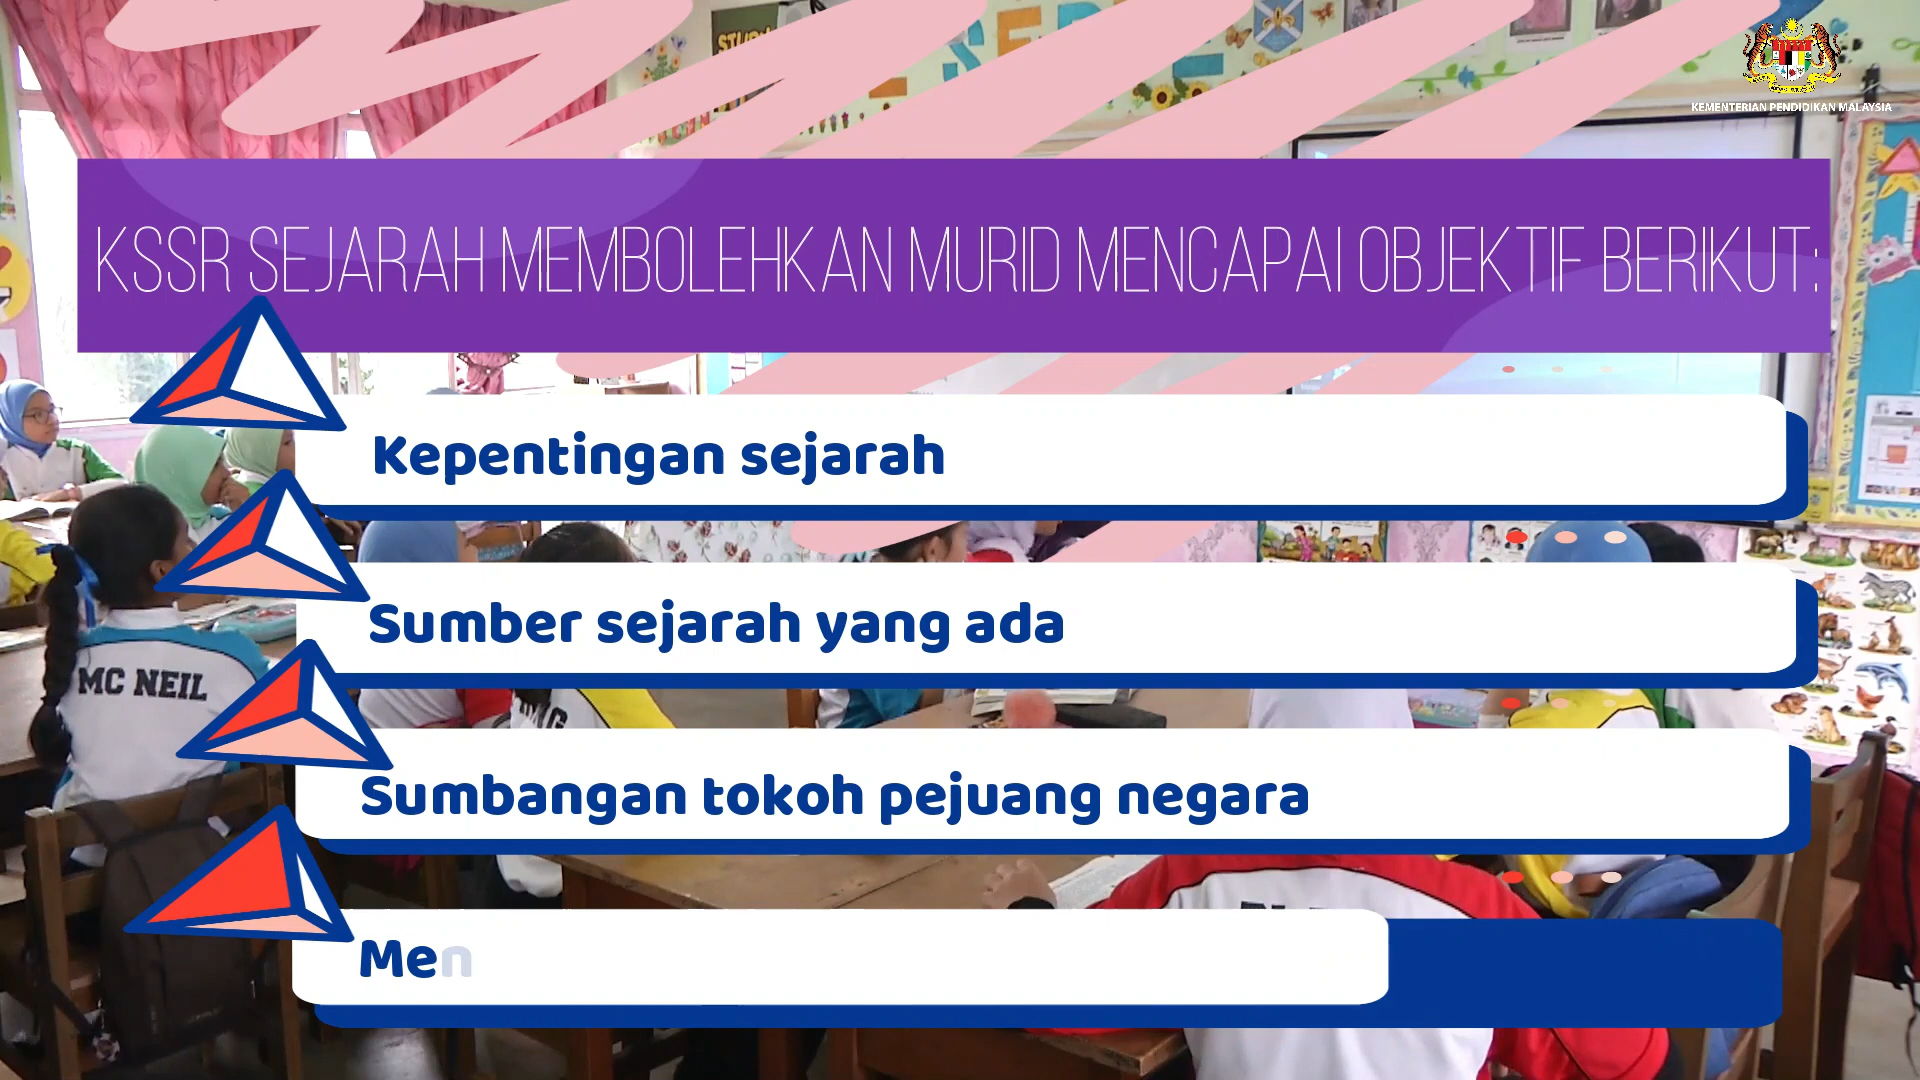 KEMENTERIAN PENDIDIKAN MALAYSIA
KSSR SEJARAH MEMBOLEHKAN MURID MENCAPAI OBJEKTIF BERIKUT:
Kepentingan sejarah
Sumber sejarah yang ada
MC NEIL
Sumbangan tokoh pejuang negara
Men